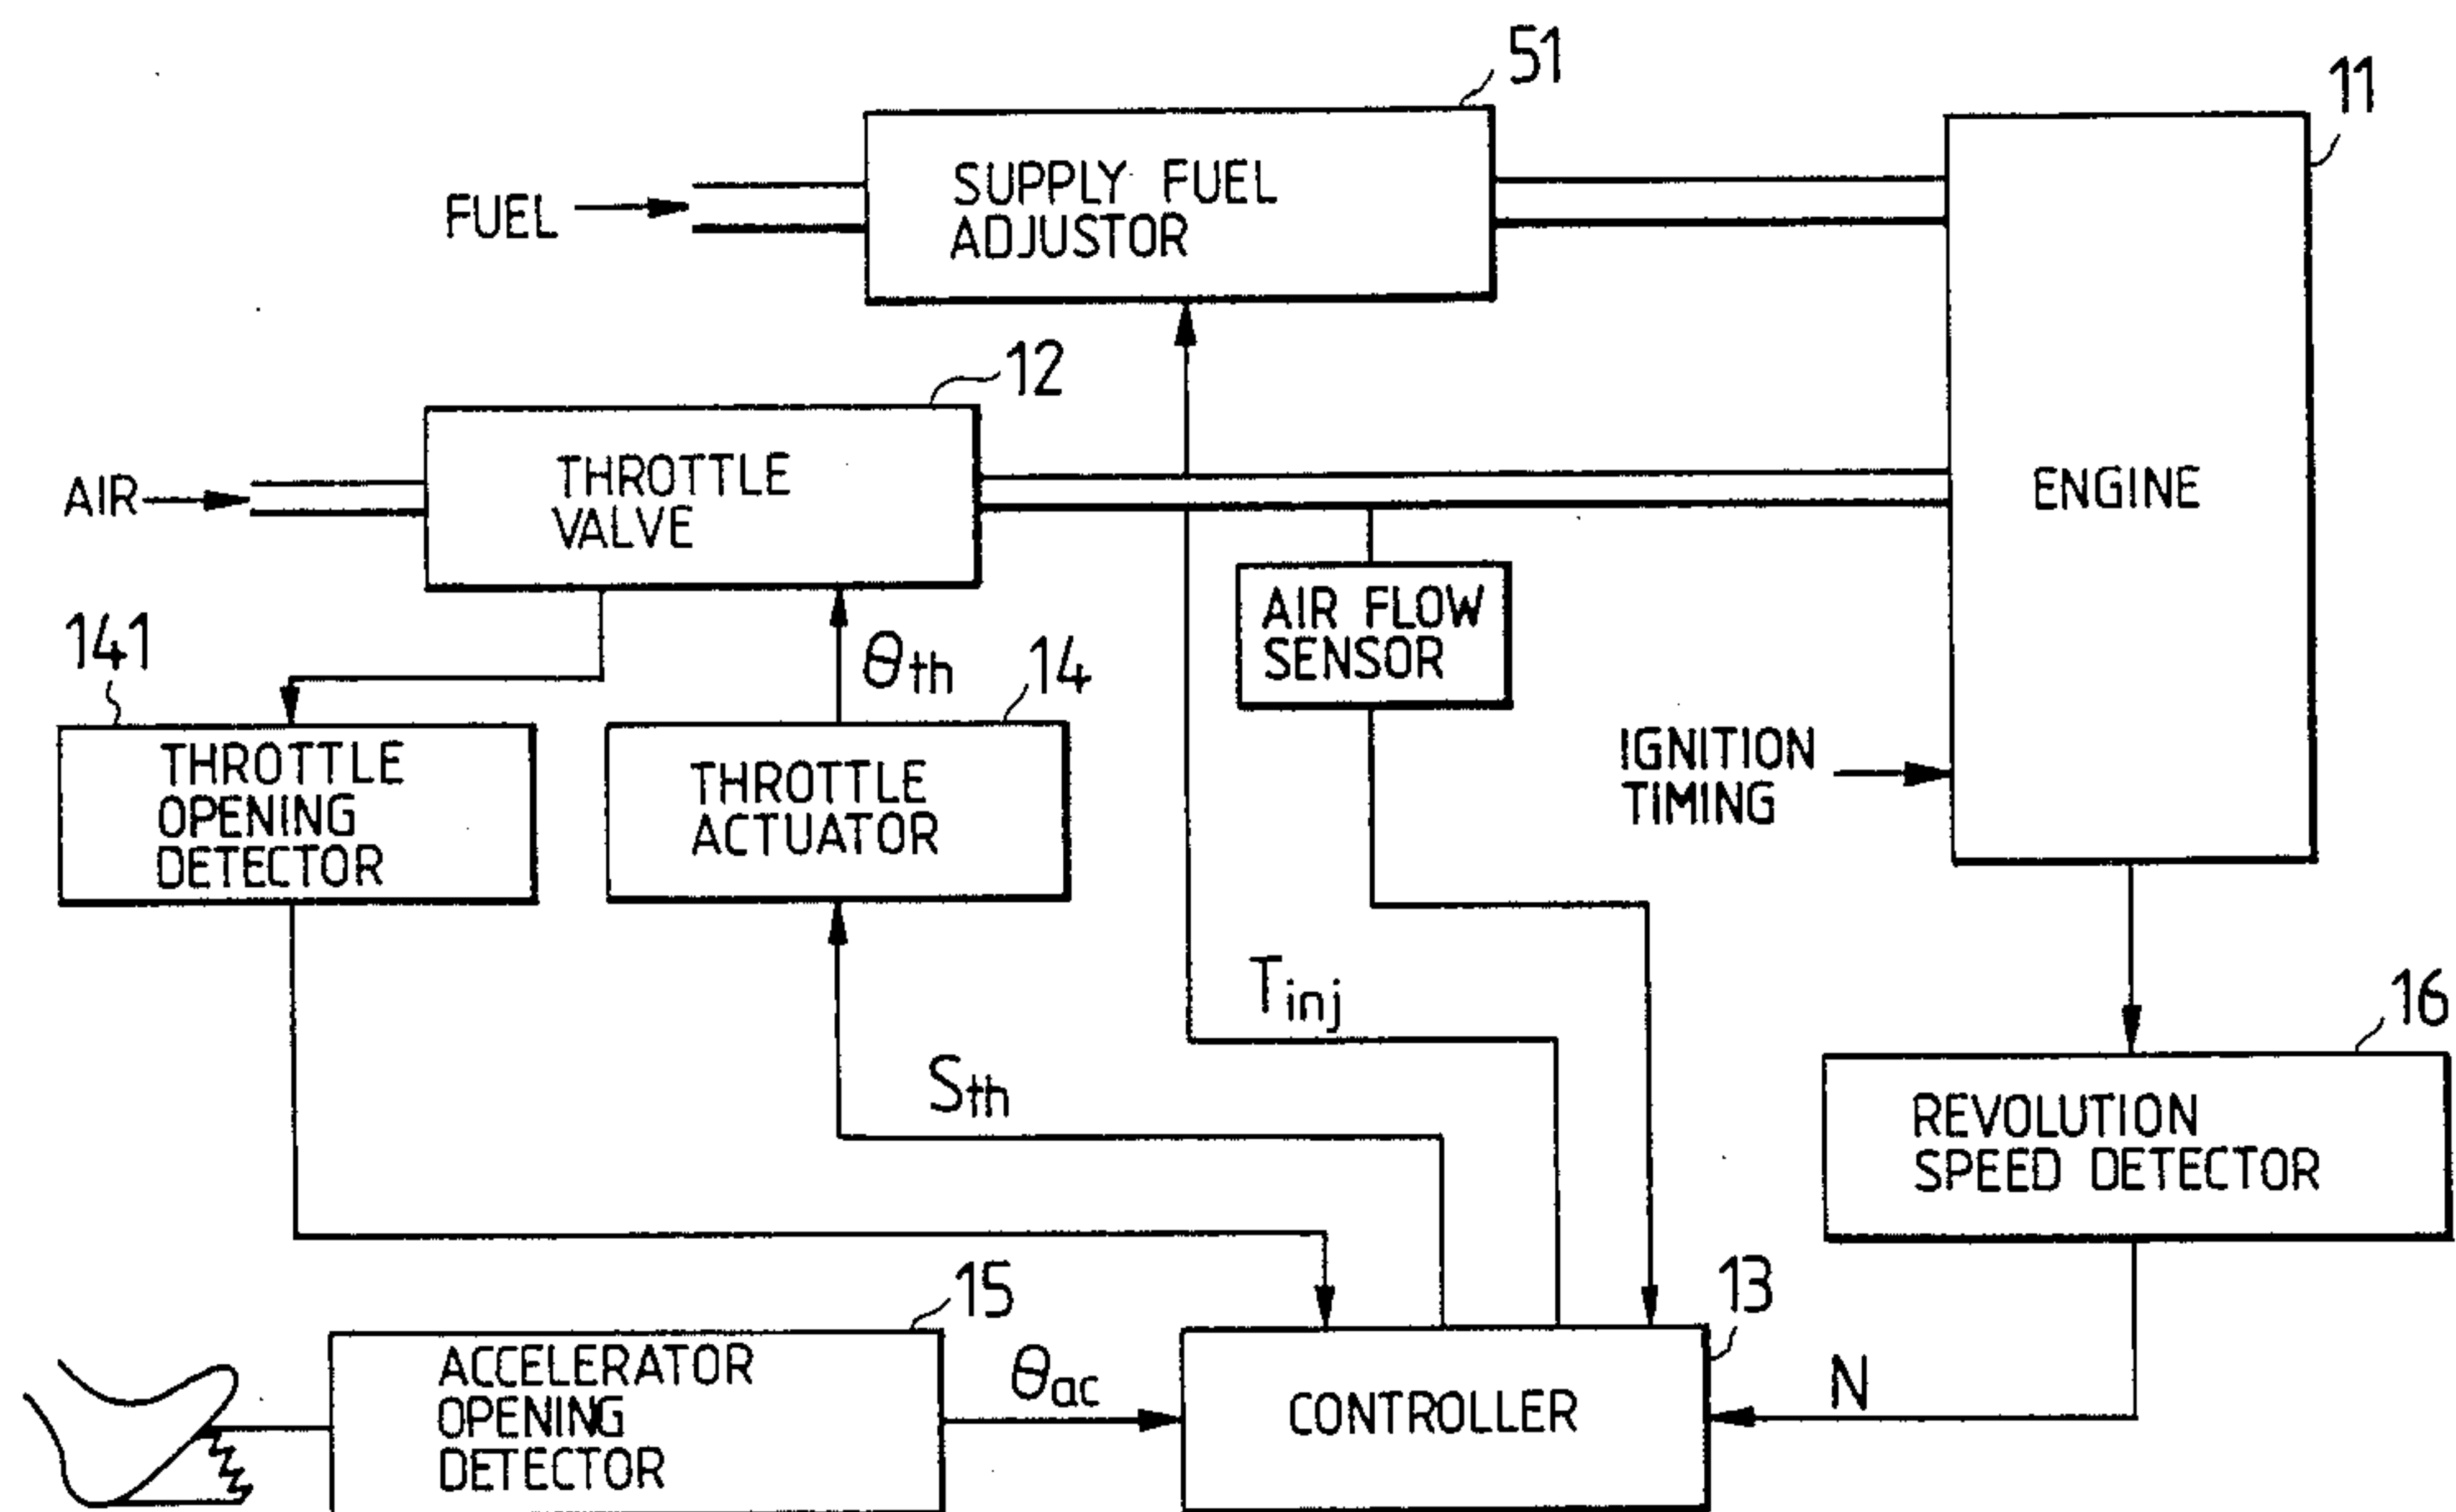 51
11
SUPPLY FUEL
ADJUSTOR
FUEL
12
THROTTLE
VALVE
AIR
ENGINE
AIR FLOW
SENSOR
141
θth
14
THROTTLE
OPENING
DETECTOR
THROTTLE
ACTUATOR
IGNITION
TIMING
Tinj
16
Sth
REVOLUTION
SPEED DETECTOR
15
13
ACCELERATOR
OPENING
DETECTOR
θac
CONTROLLER
N